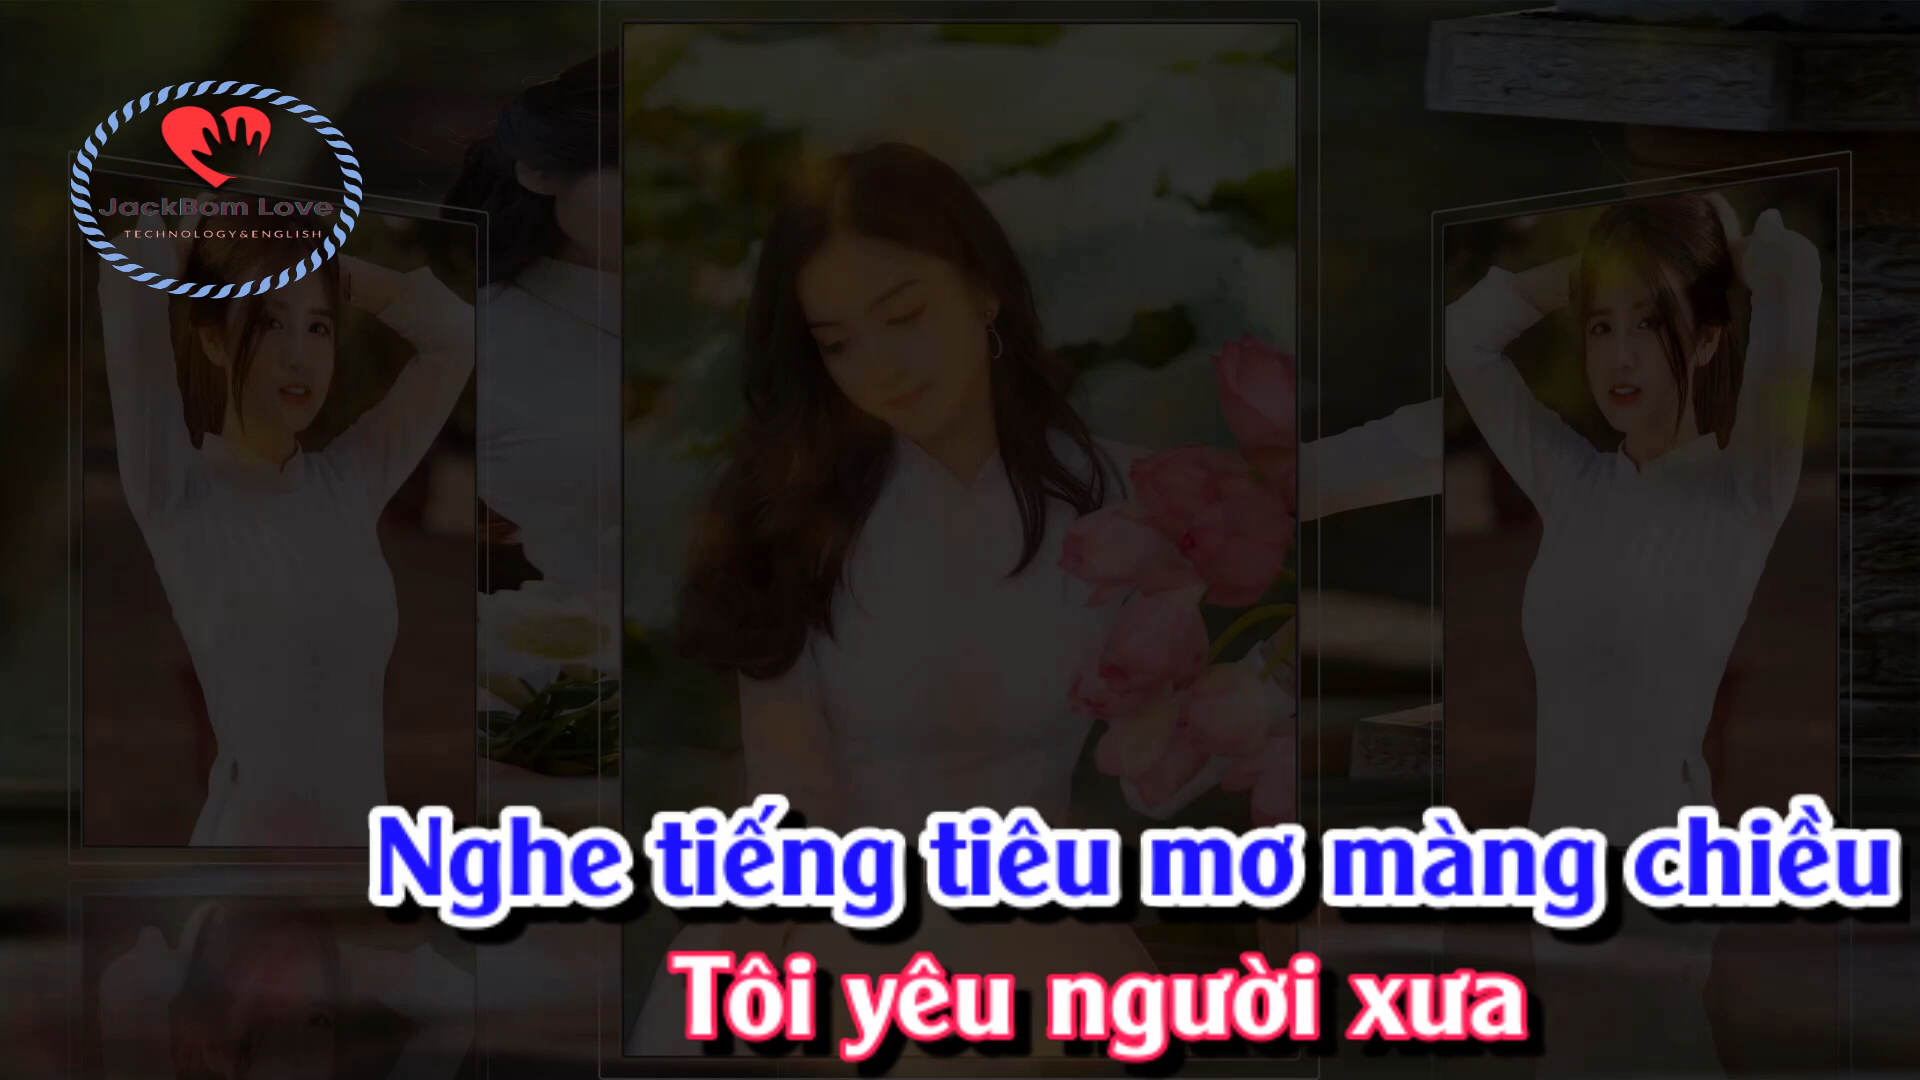 JackBom Love
TECHNOLOGY&ENGLISH
Nghe tiếng tiêu mơ màng chiều
Tôi yêu người xưa